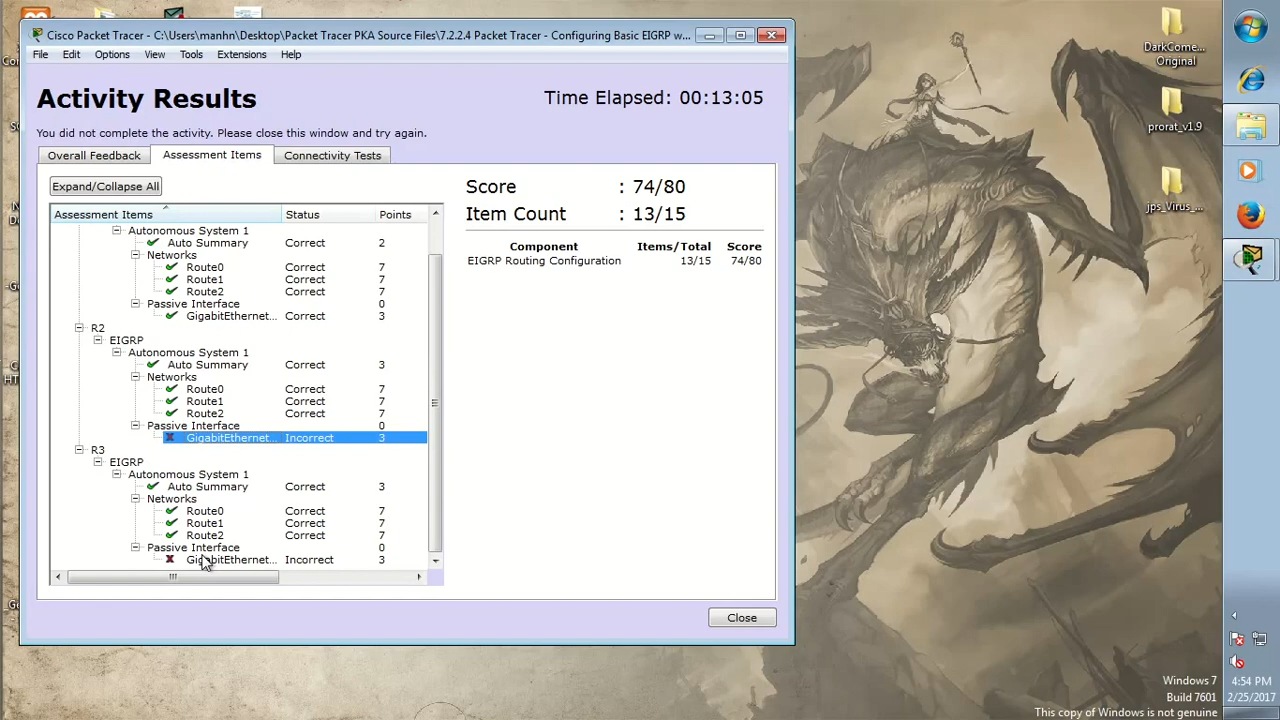 Cisco Packet Tracer - C:\Users\manhn\Desktop\Packet Tracer PKA Source Files\7.2.2.4 Packet Tracer - Configuring Basic EIGRP w...
File Edit Options View Tools Extensions Help
Activity Results
Time Elapsed: 00:13:05
You did not complete the activity. Please close this window and try again.
Overall Feedback Assessment Items Connectivity Tests
Expand/Collapse All
Assessment Items Status Points
Autonomous System 1
Auto Summary Correct 2
Networks
Route0 Correct 7
Route1 Correct 7
Route2 Correct 7
Passive Interface 0
GigabitEthernet... Correct 3
R2
EIGRP
Autonomous System 1
Auto Summary Correct 3
Networks
Route0 Correct 7
Route1 Correct 7
Route2 Correct 7
Passive Interface 0
GigabitEthernet... Incorrect 3
R3
EIGRP
Autonomous System 1
Auto Summary Correct 3
Networks
Route0 Correct 7
Route1 Correct 7
Route2 Correct 7
Passive Interface 0
GigabitEthernet... Incorrect 3
Score : 74/80
Item Count : 13/15
Component Items/Total Score
EIGRP Routing Configuration 13/15 74/80
Close
DarkCome...
Original
prorat_v1.9
jps_Virus_...
4:54 PM
2/25/2017
Windows 7
Build 7601
This copy of Windows is not genuine